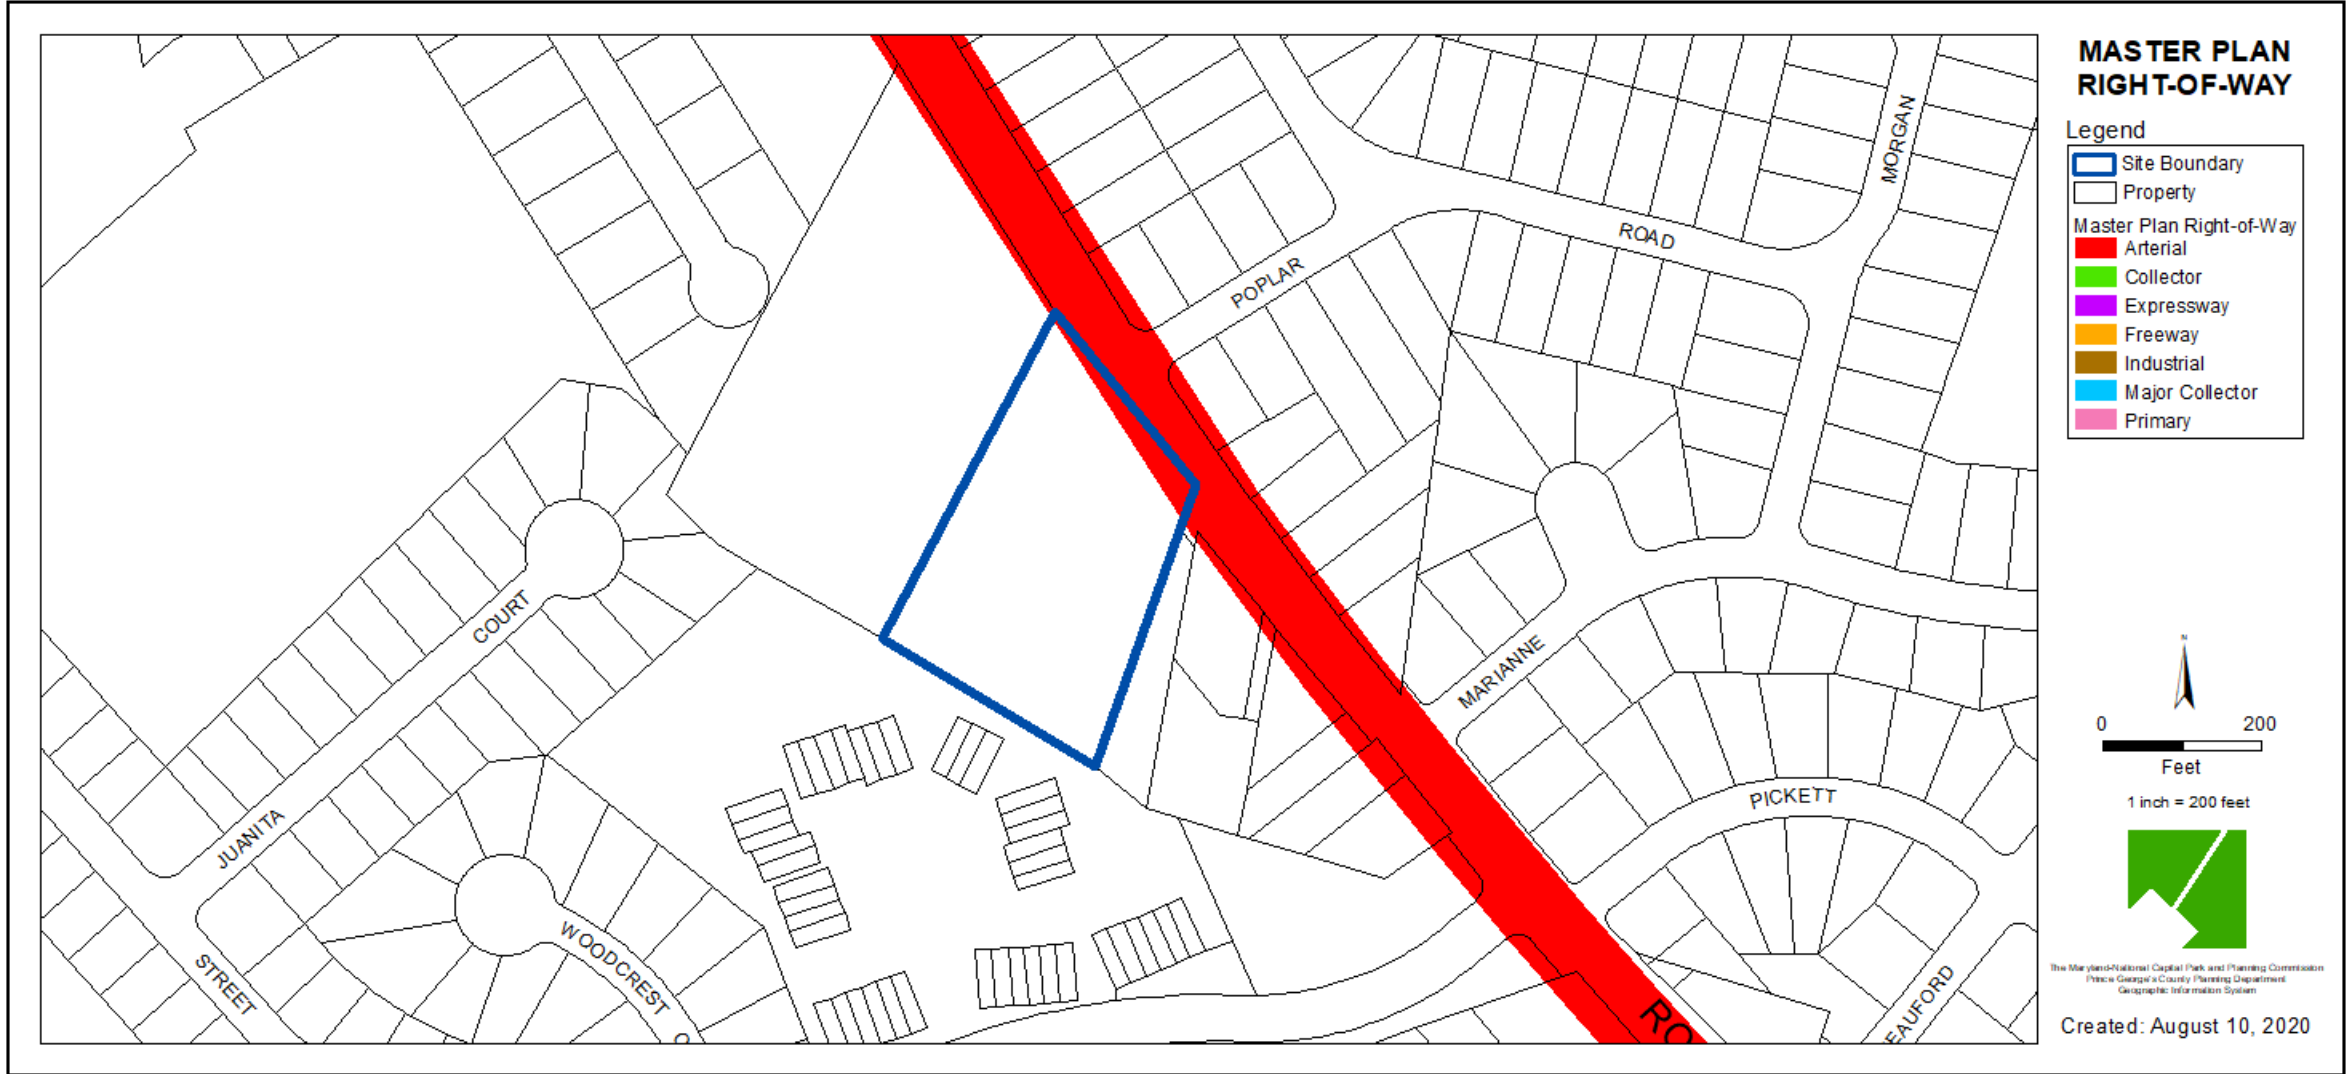 MASTER PLAN
RIGHT-OF-WAY
Legend
Site Boundary
Property
Master Plan Right-of-Way
Arterial
Collector
Expressway
Freeway
Industrial
Major Collector
Primary
MORGAN
ROAD
POPLAR
COURT
MARIANNE
PICKETT
JUANITA
WOODCREST C
STREET
EAUFORD
RO
N
0 200
Feet
1 inch = 200 feet
The Maryland-National Capital Park and Planning Commission
Prince George's County Planning Department
Geographic Information System
Created: August 10, 2020